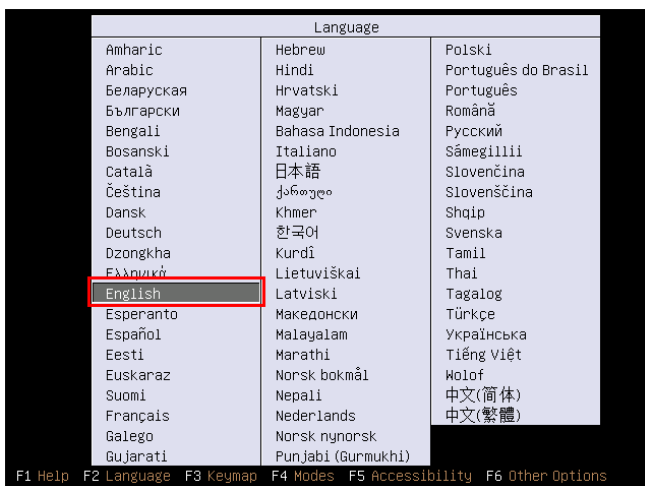 Language
Amharic
Arabic
Беларуская
Български
Bengali
Bosanski
Català
Čeština
Dansk
Deutsch
Dzongkha
Ελληνικά
English
Esperanto
Español
Eesti
Euskaraz
Suomi
Français
Galego
Gujarati
Hebrew
Hindi
Hrvatski
Magyar
Bahasa Indonesia
Italiano
日本語
ქართული
Khmer
한국어
Kurdî
Lietuviškai
Latviski
Македонски
Malayalam
Marathi
Norsk bokmål
Nepali
Nederlands
Norsk nynorsk
Punjabi (Gurmukhi)
Polski
Português do Brasil
Português
Română
Русский
Sámegillii
Slovenčina
Slovenščina
Shqip
Svenska
Tamil
Thai
Tagalog
Türkçe
Українська
Tiếng Việt
Wolof
中文(简体)
中文(繁體)
F1 Help F2 Language F3 Keymap F4 Modes F5 Accessibility F6 Other Options